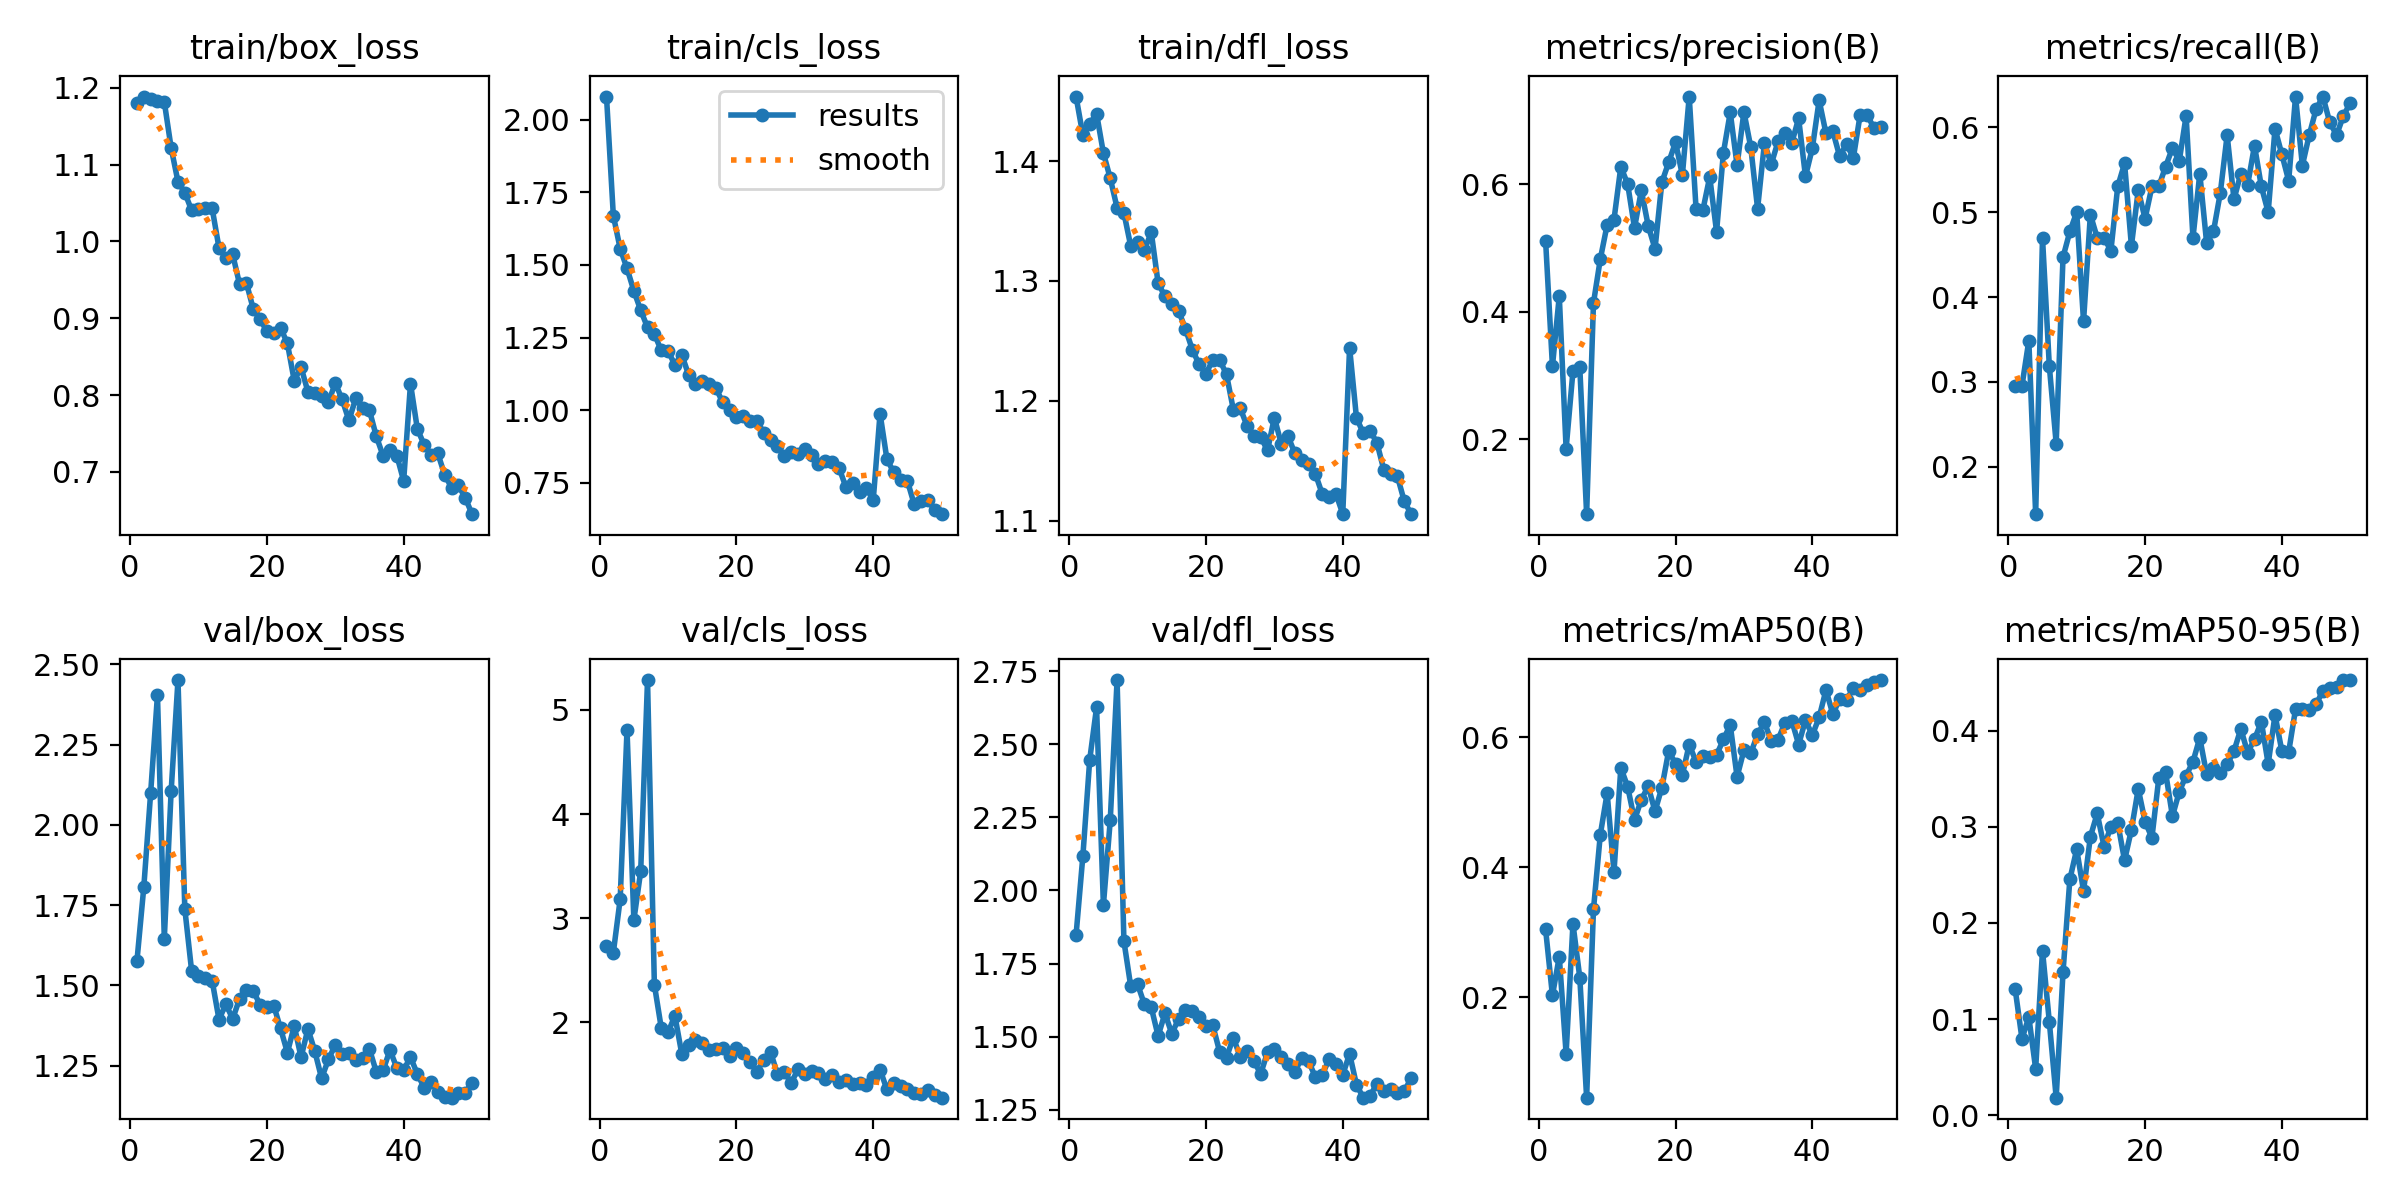 train/box_loss
train/cls_loss
train/dfl_loss
metrics/precision(B)
metrics/recall(B)
1.2
1.1
1.0
0.9
0.8
0.7
0 20 40
2.00
1.75
1.50
1.25
1.00
0.75
0 20 40
results
smooth
1.4
1.3
1.2
1.1
0 20 40
0.6
0.4
0.2
0 20 40
0.6
0.5
0.4
0.3
0.2
0 20 40
val/box_loss
val/cls_loss
val/dfl_loss
metrics/mAP50(B)
metrics/mAP50-95(B)
2.50
2.25
2.00
1.75
1.50
1.25
0 20 40
5
4
3
2
0 20 40
2.75
2.50
2.25
2.00
1.75
1.50
1.25
0 20 40
0.6
0.4
0.2
0 20 40
0.4
0.3
0.2
0.1
0.0
0 20 40